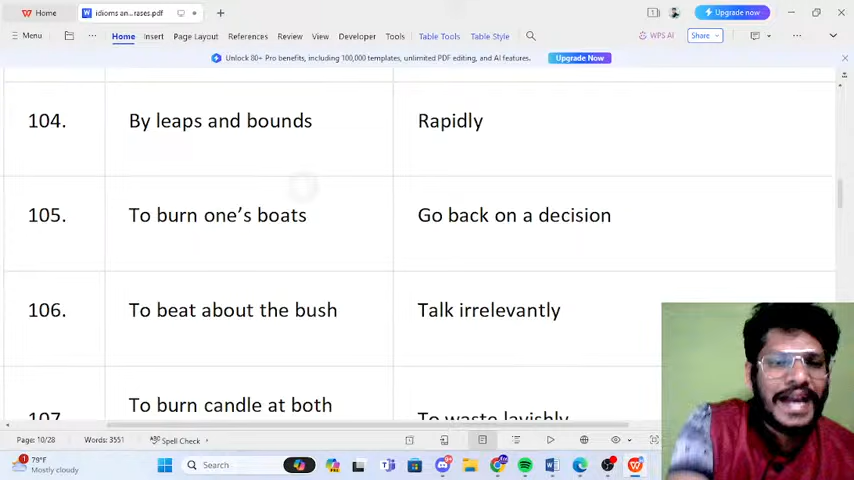 Home
idioms an...rases.pdf
Upgrade now
Menu
Home Insert Page Layout References Review View Developer Tools Table Tools Table Style
WPS AI
Share
Unlock 80+ Pro benefits, including 100,000 templates, unlimited PDF editing, and AI features.
Upgrade Now
104. By leaps and bounds Rapidly
105. To burn one’s boats Go back on a decision
106. To beat about the bush Talk irrelevantly
107. To burn candle at both To waste lavishly
Page: 10/28 Words: 3551 Spell Check
79°F
Mostly cloudy
Search